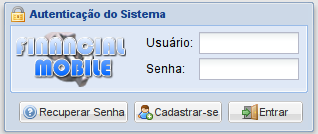 Autenticação do Sistema
FINANCIAL
MOBILE
Usuário:
Senha:
Recuperar Senha
Cadastrar-se
Entrar